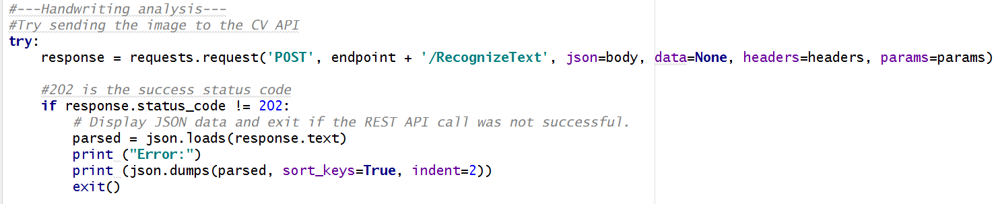 #---Handwriting analysis---
#Try sending the image to the CV API
try:
    response = requests.request('POST', endpoint + '/RecognizeText', json=body, data=None, headers=headers, params=params)

    #202 is the success status code
    if response.status_code != 202:
        # Display JSON data and exit if the REST API call was not successful.
        parsed = json.loads(response.text)
        print ("Error:")
        print (json.dumps(parsed, sort_keys=True, indent=2))
        exit()